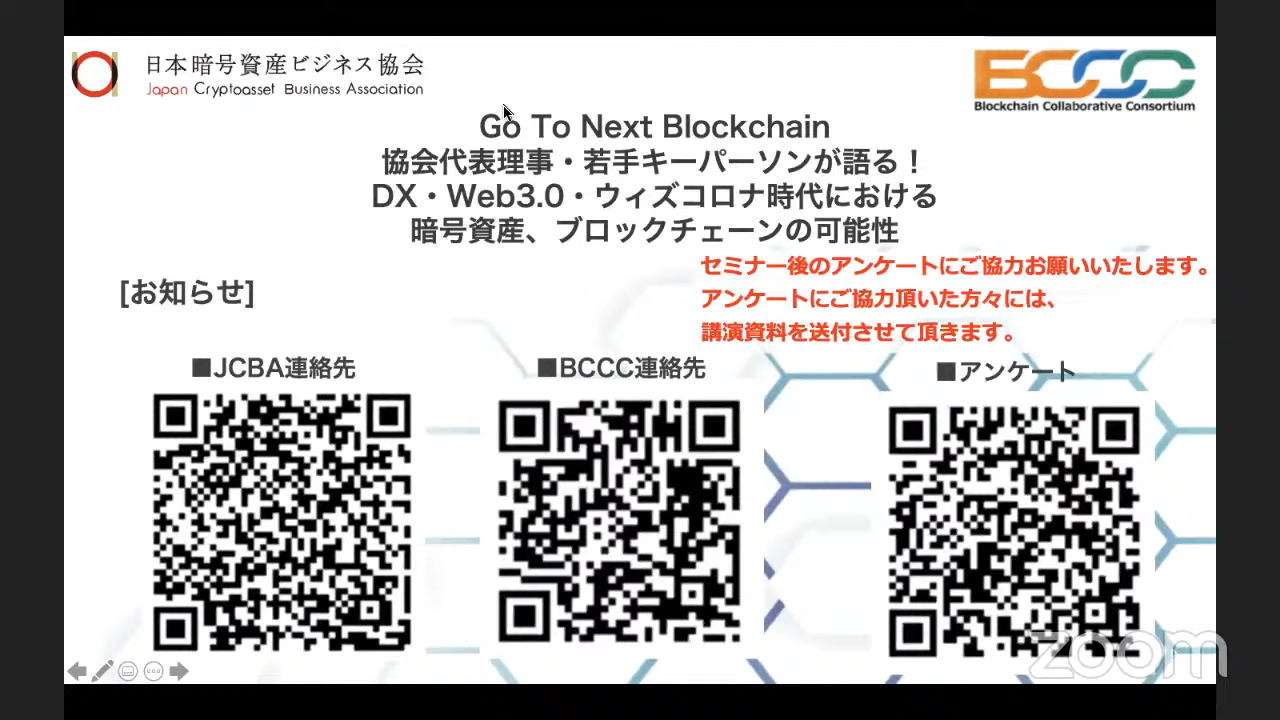 日本暗号資産ビジネス協会
Japan Cryptoasset Business Association
BCCC
Blockchain Collaborative Consortium
Go To Next Blockchain
協会代表理事・若手キーパーソンが語る！
DX・Web3.0・ウィズコロナ時代における
暗号資産、ブロックチェーンの可能性
セミナー後のアンケートにご協力お願いいたします。
[お知らせ]
アンケートにご協力頂いた方々には、
講演資料を送付させて頂きます。
■JCBA連絡先
■BCCC連絡先
■アンケート
zoom